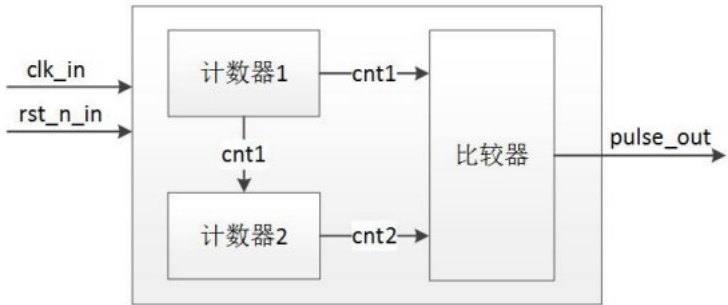 clk_in
rst_n_in
计数器1
cnt1
cnt1
计数器2
cnt2
比较器
pulse_out